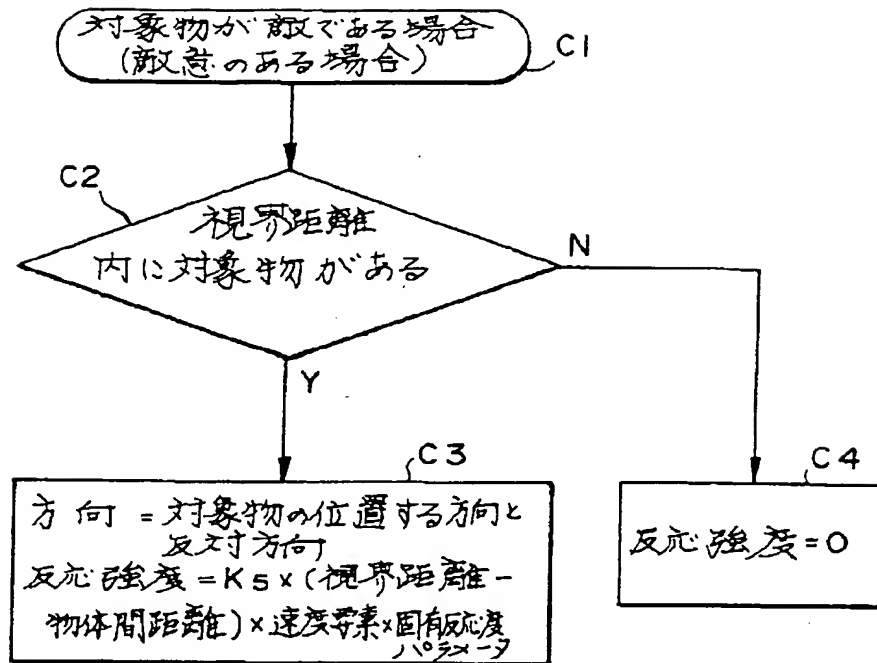 対象物が敵である場合
(敵意のある場合)
C1
C2
視界距離
内に対象物がある
N
Y
C3
方向 = 対象物の位置する方向と
反対方向
反応強度 = K5 × (視界距離-
物体間距離) × 速度要素 × 固有反応度
パラメータ
C4
反応強度 = 0